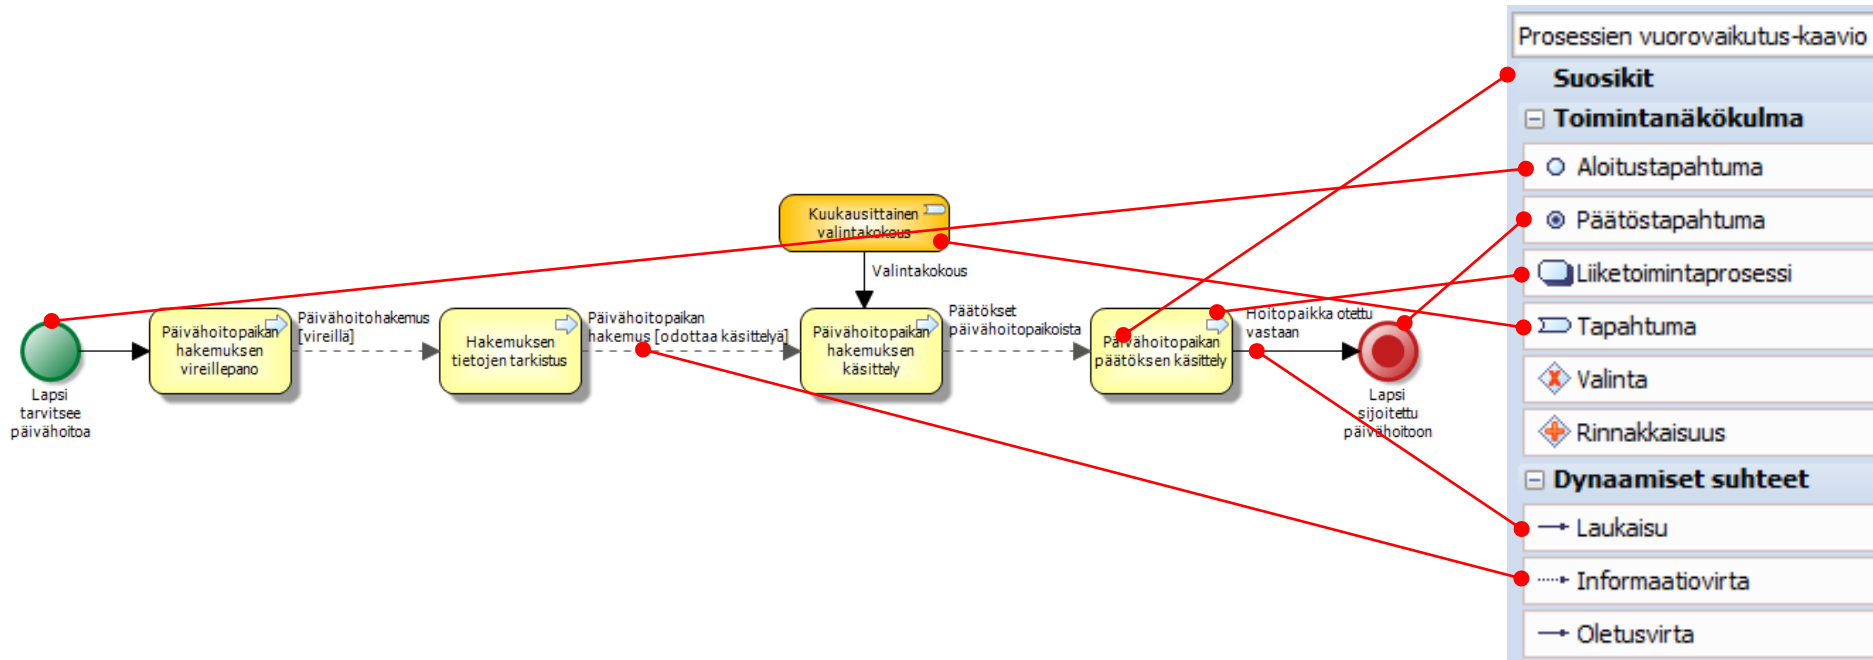 Prosessien vuorovaikutus-kaavio
Suosikit
Toimintanäkökulma
Aloitustapahtuma
Päätöstapahtuma
Liiketoimintaprosessi
Tapahtuma
Valinta
Rinnakkaisuus
Dynaamiset suhteet
Laukaisu
Informaatiovirta
Oletusvirta
Kuukausittainen
valintakokous
Valintakokous
Lapsi
tarvitsee
päivähoitoa
Päivähoitopaikan
hakemuksen
vireillepano
Päivähoitohakemus
[vireillä]
Hakemuksen
tietojen tarkistus
Päivähoitopaikan
hakemus [odottaa käsittelyä]
Päivähoitopaikan
hakemuksen
käsittely
Päätökset
päivähoitopaikoista
Päivähoitopaikan
päätöksen käsittely
Hoitopaikka otettu
vastaan
Lapsi
sijoitettu
päivähoitoon